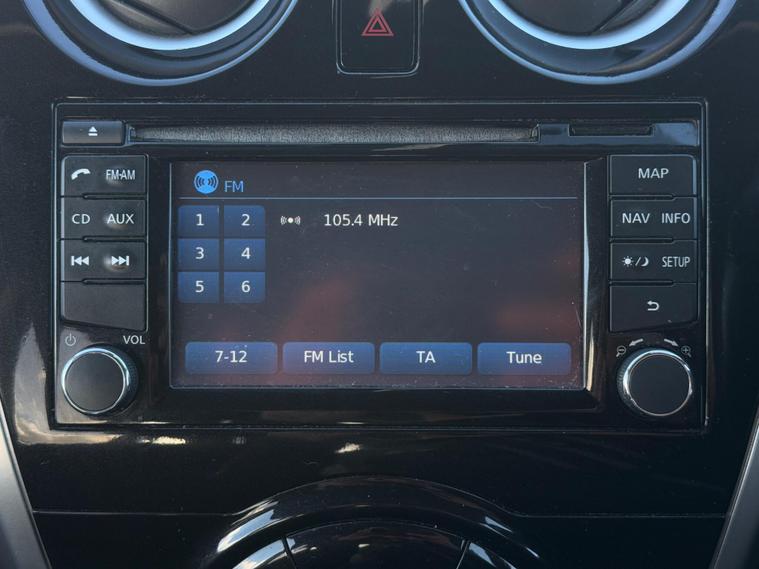 FM·AM
MAP
FM
CD AUX
1 2
105.4 MHz
NAV INFO
3 4
SETUP
5 6
VOL
7-12
FM List
TA
Tune